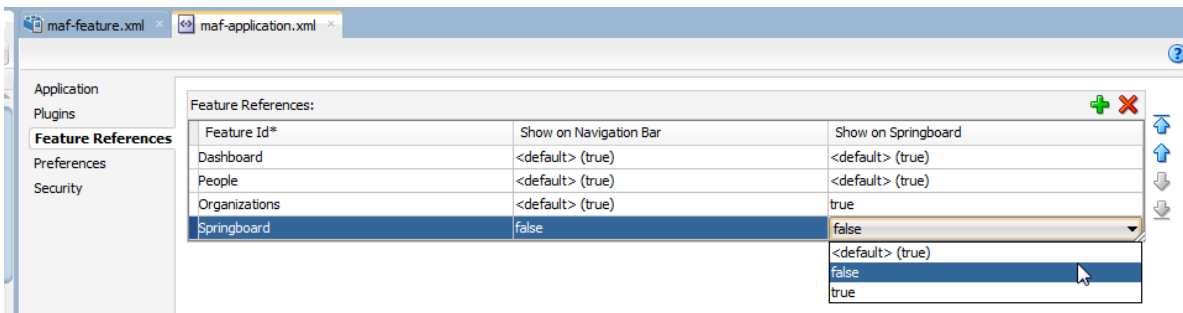 maf-feature.xml maf-application.xml
Application
Plugins
Feature References
Preferences
Security
Feature References:
Feature Id* Show on Navigation Bar Show on Springboard
Dashboard <default> (true) <default> (true)
People <default> (true) <default> (true)
Organizations <default> (true) true
Springboard false false
<default> (true)
false
true